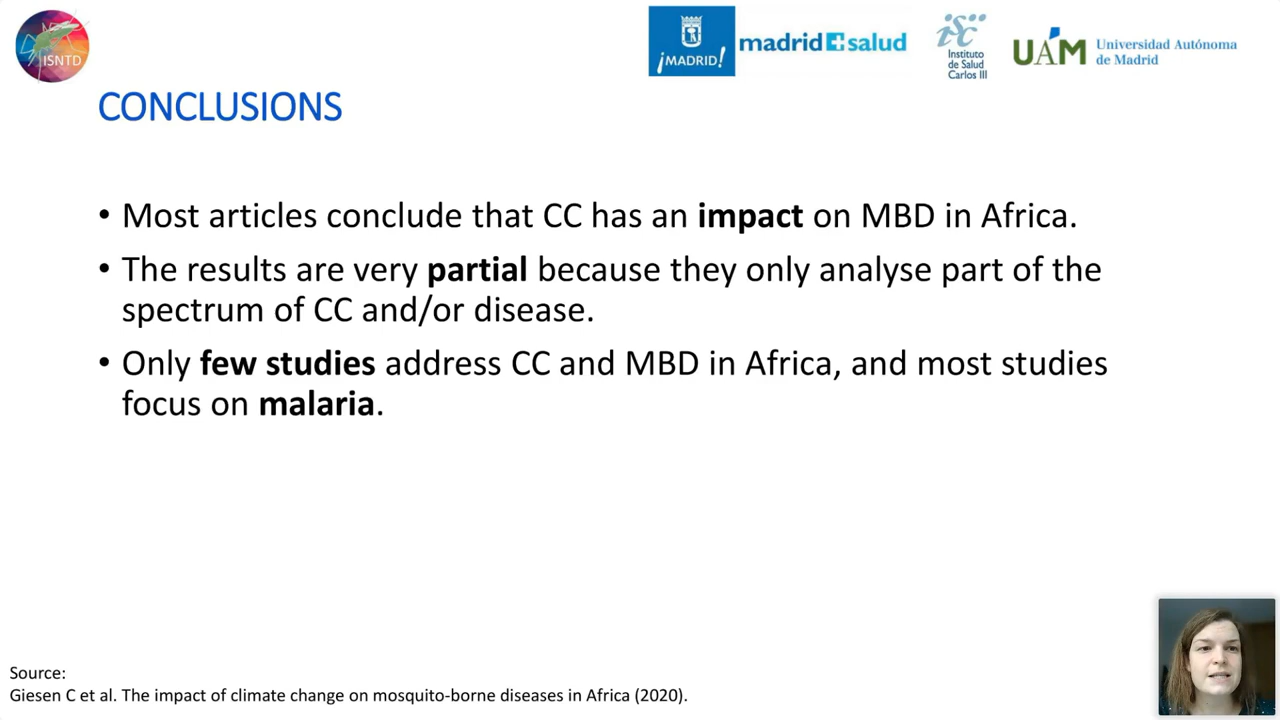 ISNTD
¡MADRID!
madrid+salud
isc
Instituto
de Salud
Carlos III
UAM
Universidad Autónoma
de Madrid
CONCLUSIONS
• Most articles conclude that CC has an impact on MBD in Africa.
• The results are very partial because they only analyse part of the
spectrum of CC and/or disease.
• Only few studies address CC and MBD in Africa, and most studies
focus on malaria.
Source:
Giesen C et al. The impact of climate change on mosquito-borne diseases in Africa (2020).